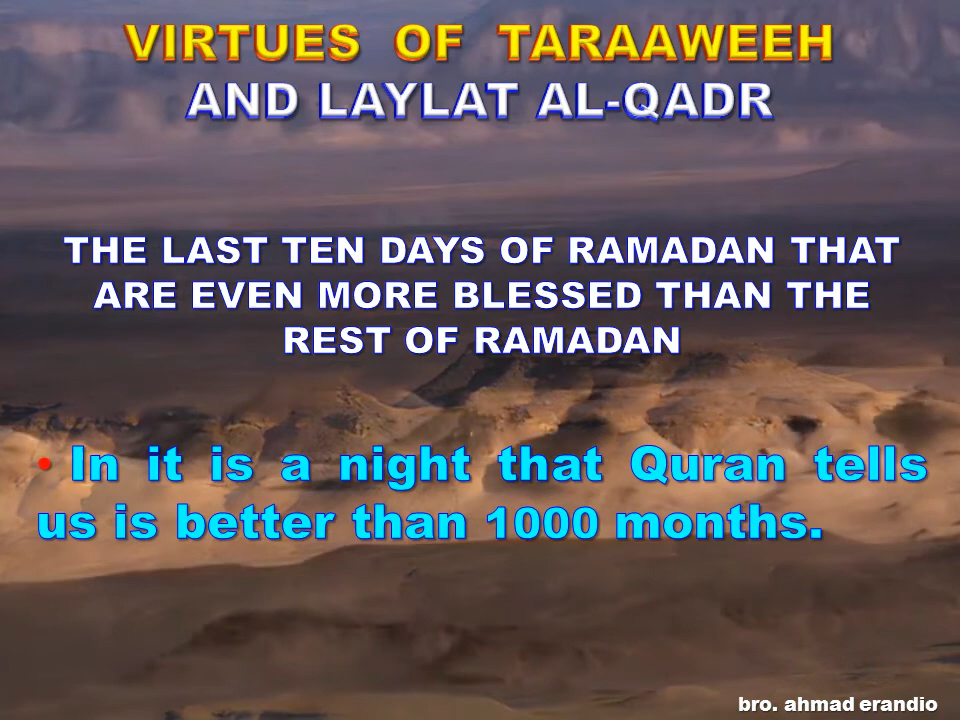 VIRTUES OF TARAAWEEH
AND LAYLAT AL-QADR
THE LAST TEN DAYS OF RAMADAN THAT
ARE EVEN MORE BLESSED THAN THE
REST OF RAMADAN
• In it is a night that Quran tells
us is better than 1000 months.
bro. ahmad erandio